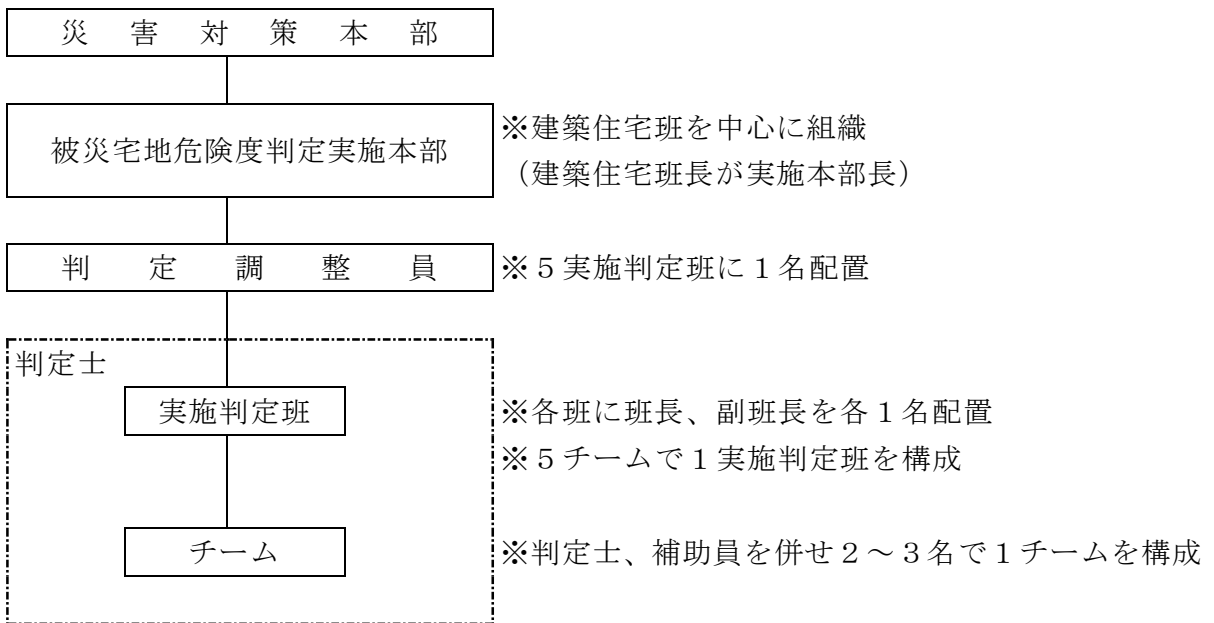 災害対策本部
被災宅地危険度判定実施本部
※建築住宅班を中心に組織
(建築住宅班長が実施本部長)
判定調整員
※5実施判定班に1名配置
判定士
実施判定班
※各班に班長、副班長を各1名配置
※5チームで1実施判定班を構成
チーム
※判定士、補助員を併せ2~3名で1チームを構成